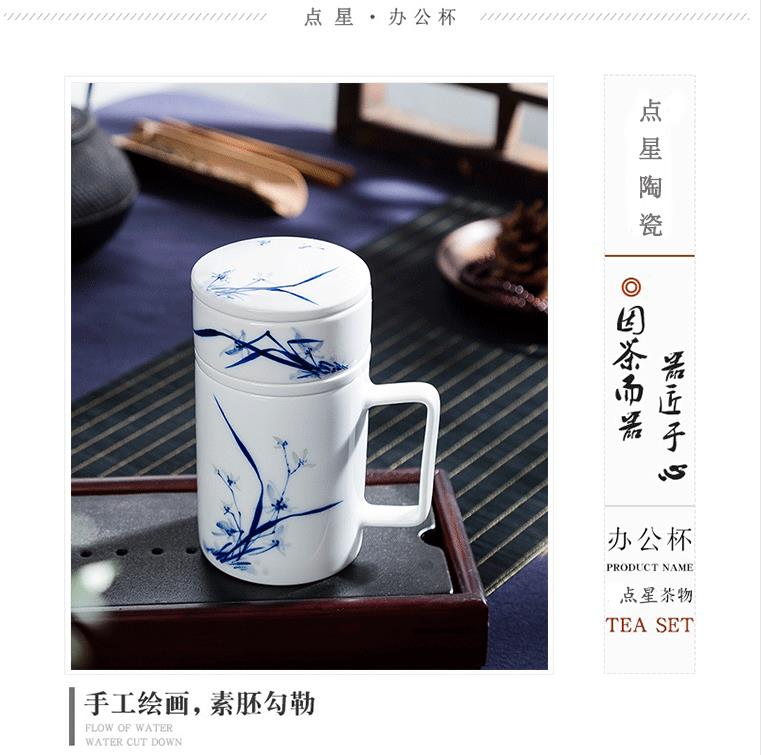 点星·办公杯
点星陶瓷
因茶而器
器匠于心
办公杯
PRODUCT NAME
点星茶物
TEA SET
手工绘画，素胚勾勒
FLOW OF WATER
WATER CUT DOWN